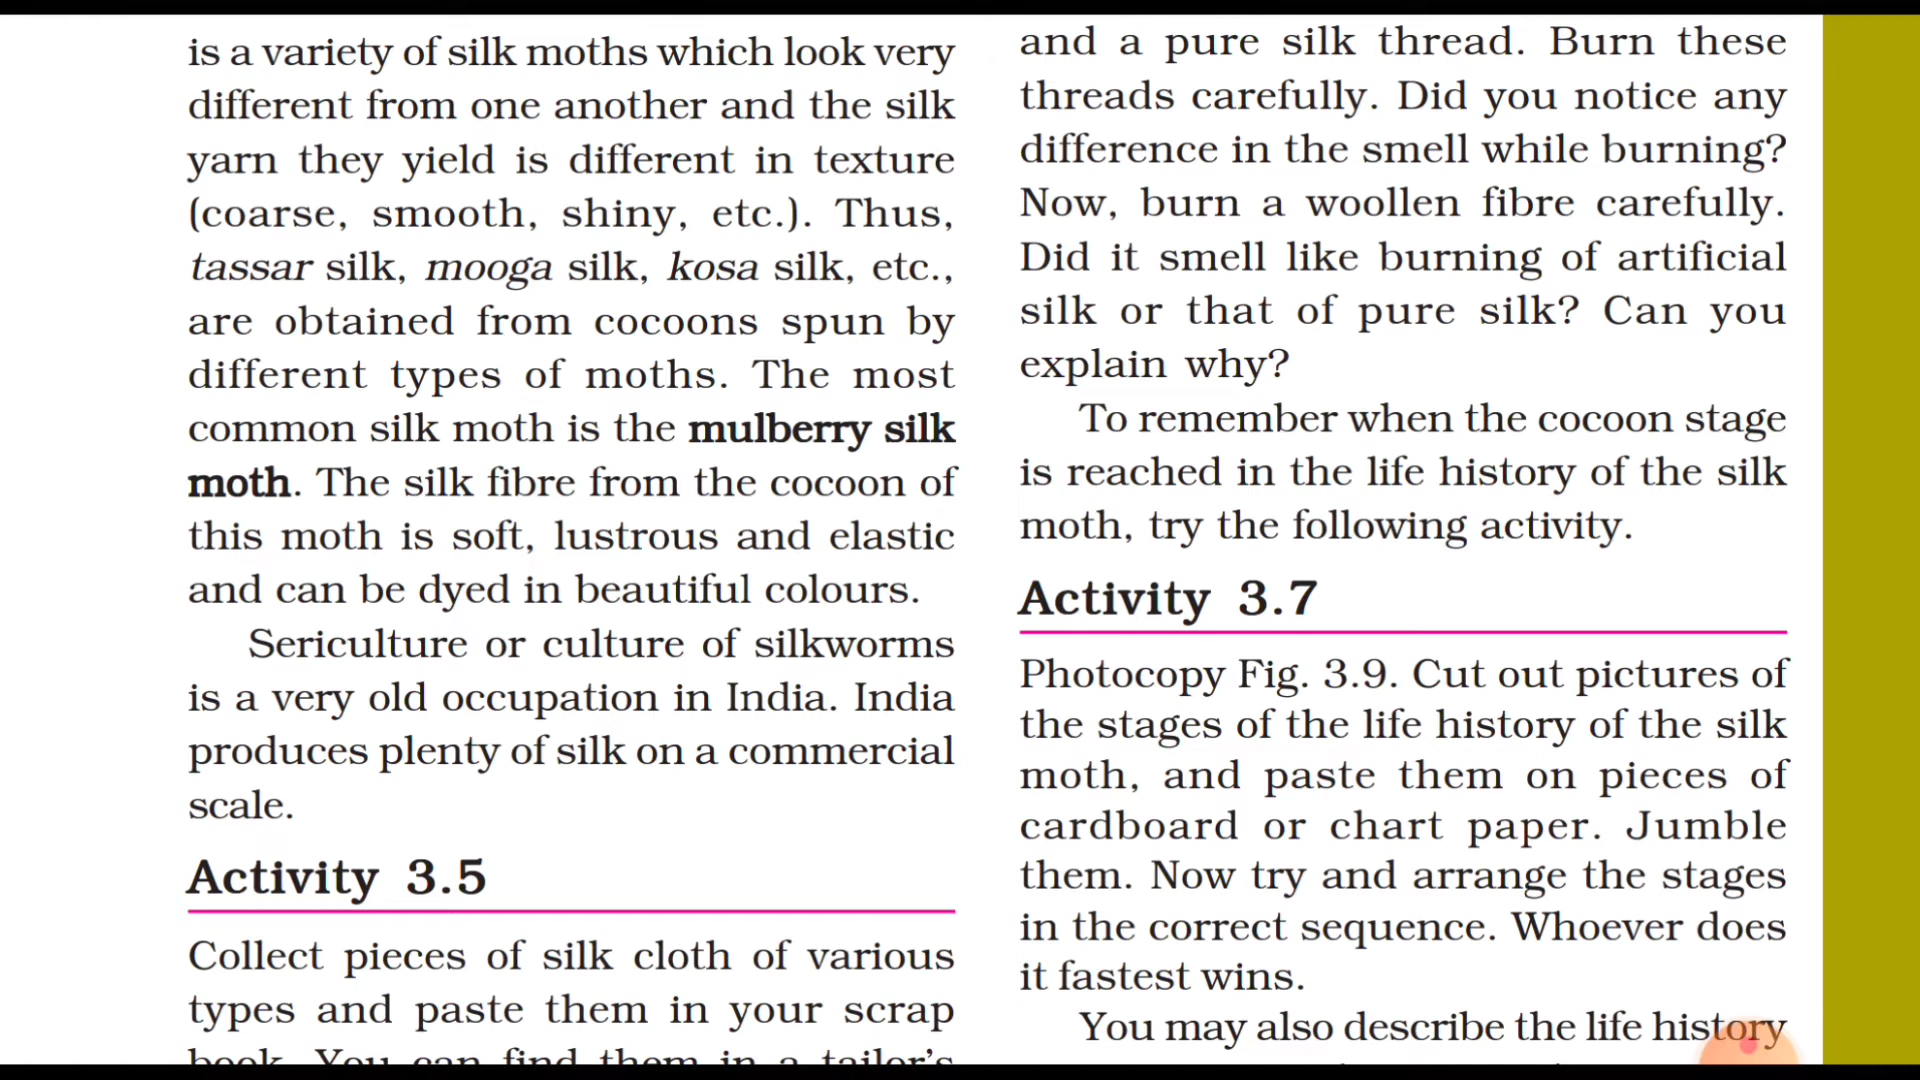 is a variety of silk moths which look very
different from one another and the silk
yarn they yield is different in texture
(coarse, smooth, shiny, etc.). Thus,
tassar silk, mooga silk, kosa silk, etc.,
are obtained from cocoons spun by
different types of moths. The most
common silk moth is the mulberry silk
moth. The silk fibre from the cocoon of
this moth is soft, lustrous and elastic
and can be dyed in beautiful colours.
Sericulture or culture of silkworms
is a very old occupation in India. India
produces plenty of silk on a commercial
scale.
Activity 3.5
Collect pieces of silk cloth of various
types and paste them in your scrap
book. You can find them in a tailor's
and a pure silk thread. Burn these
threads carefully. Did you notice any
difference in the smell while burning?
Now, burn a woollen fibre carefully.
Did it smell like burning of artificial
silk or that of pure silk? Can you
explain why?
To remember when the cocoon stage
is reached in the life history of the silk
moth, try the following activity.
Activity 3.7
Photocopy Fig. 3.9. Cut out pictures of
the stages of the life history of the silk
moth, and paste them on pieces of
cardboard or chart paper. Jumble
them. Now try and arrange the stages
in the correct sequence. Whoever does
it fastest wins.
You may also describe the life history